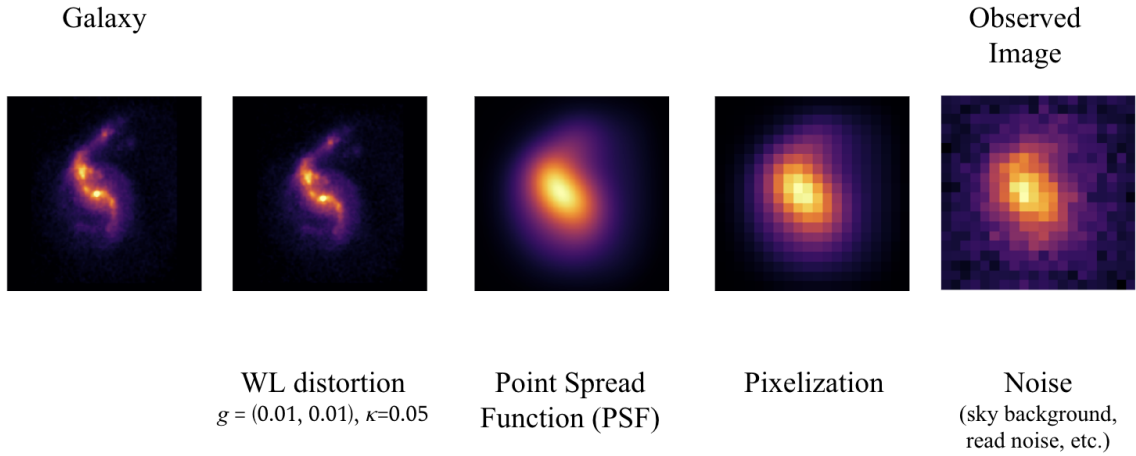 Galaxy
Observed
Image
WL distortion
g = (0.01, 0.01), κ=0.05
Point Spread
Function (PSF)
Pixelization
Noise
(sky background,
read noise, etc.)